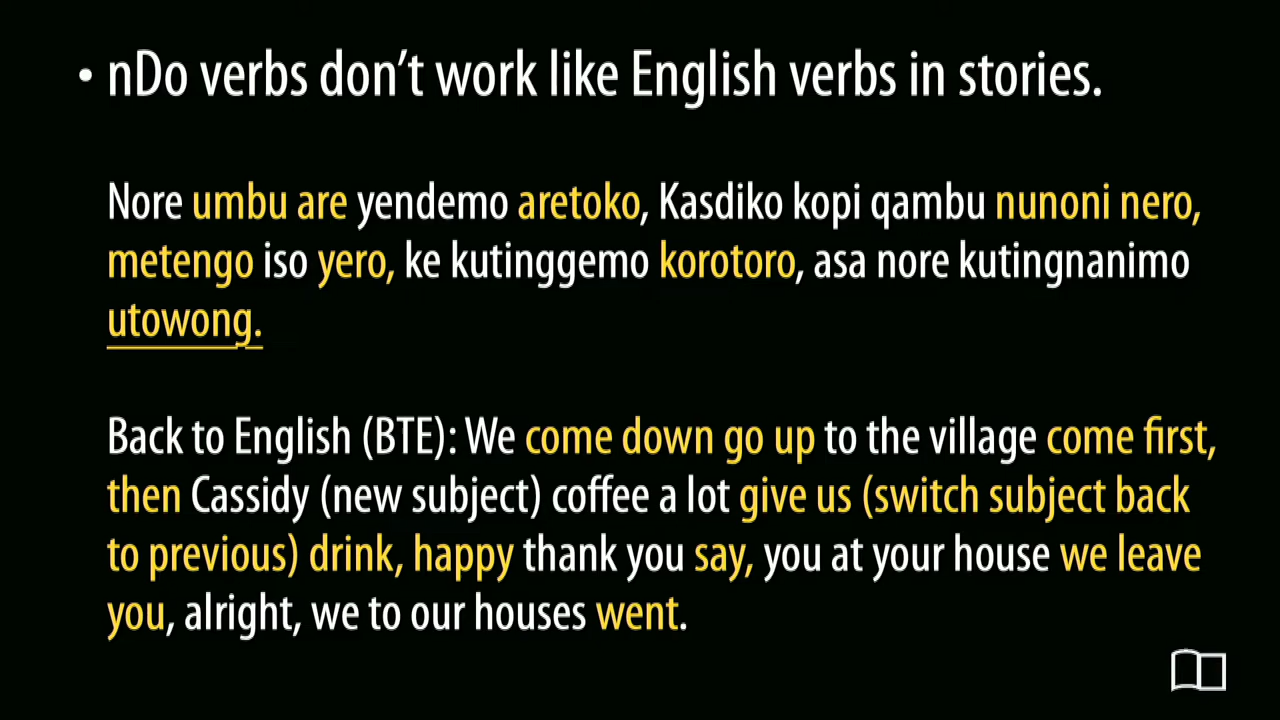 • nDo verbs don’t work like English verbs in stories.
Nore umbu are yendemo aretoko, Kasdiko kopi qambu nunoni nero,
metengo iso yero, ke kutinggemo korotoro, asa nore kutingnanimo
utowong.
Back to English (BTE): We come down go up to the village come first,
then Cassidy (new subject) coffee a lot give us (switch subject back
to previous) drink, happy thank you say, you at your house we leave
you, alright, we to our houses went.